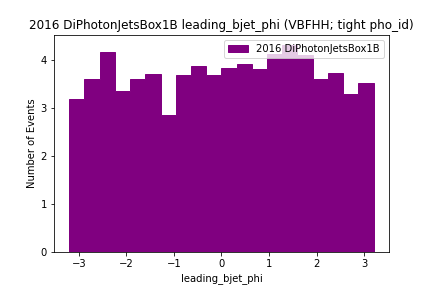 2016 DiPhotonJetsBox1B leading_bjet_phi (VBFHH; tight pho_id)
2016 DiPhotonJetsBox1B
Number of Events
4
3
2
1
0
−3 −2 −1 0 1 2 3
leading_bjet_phi